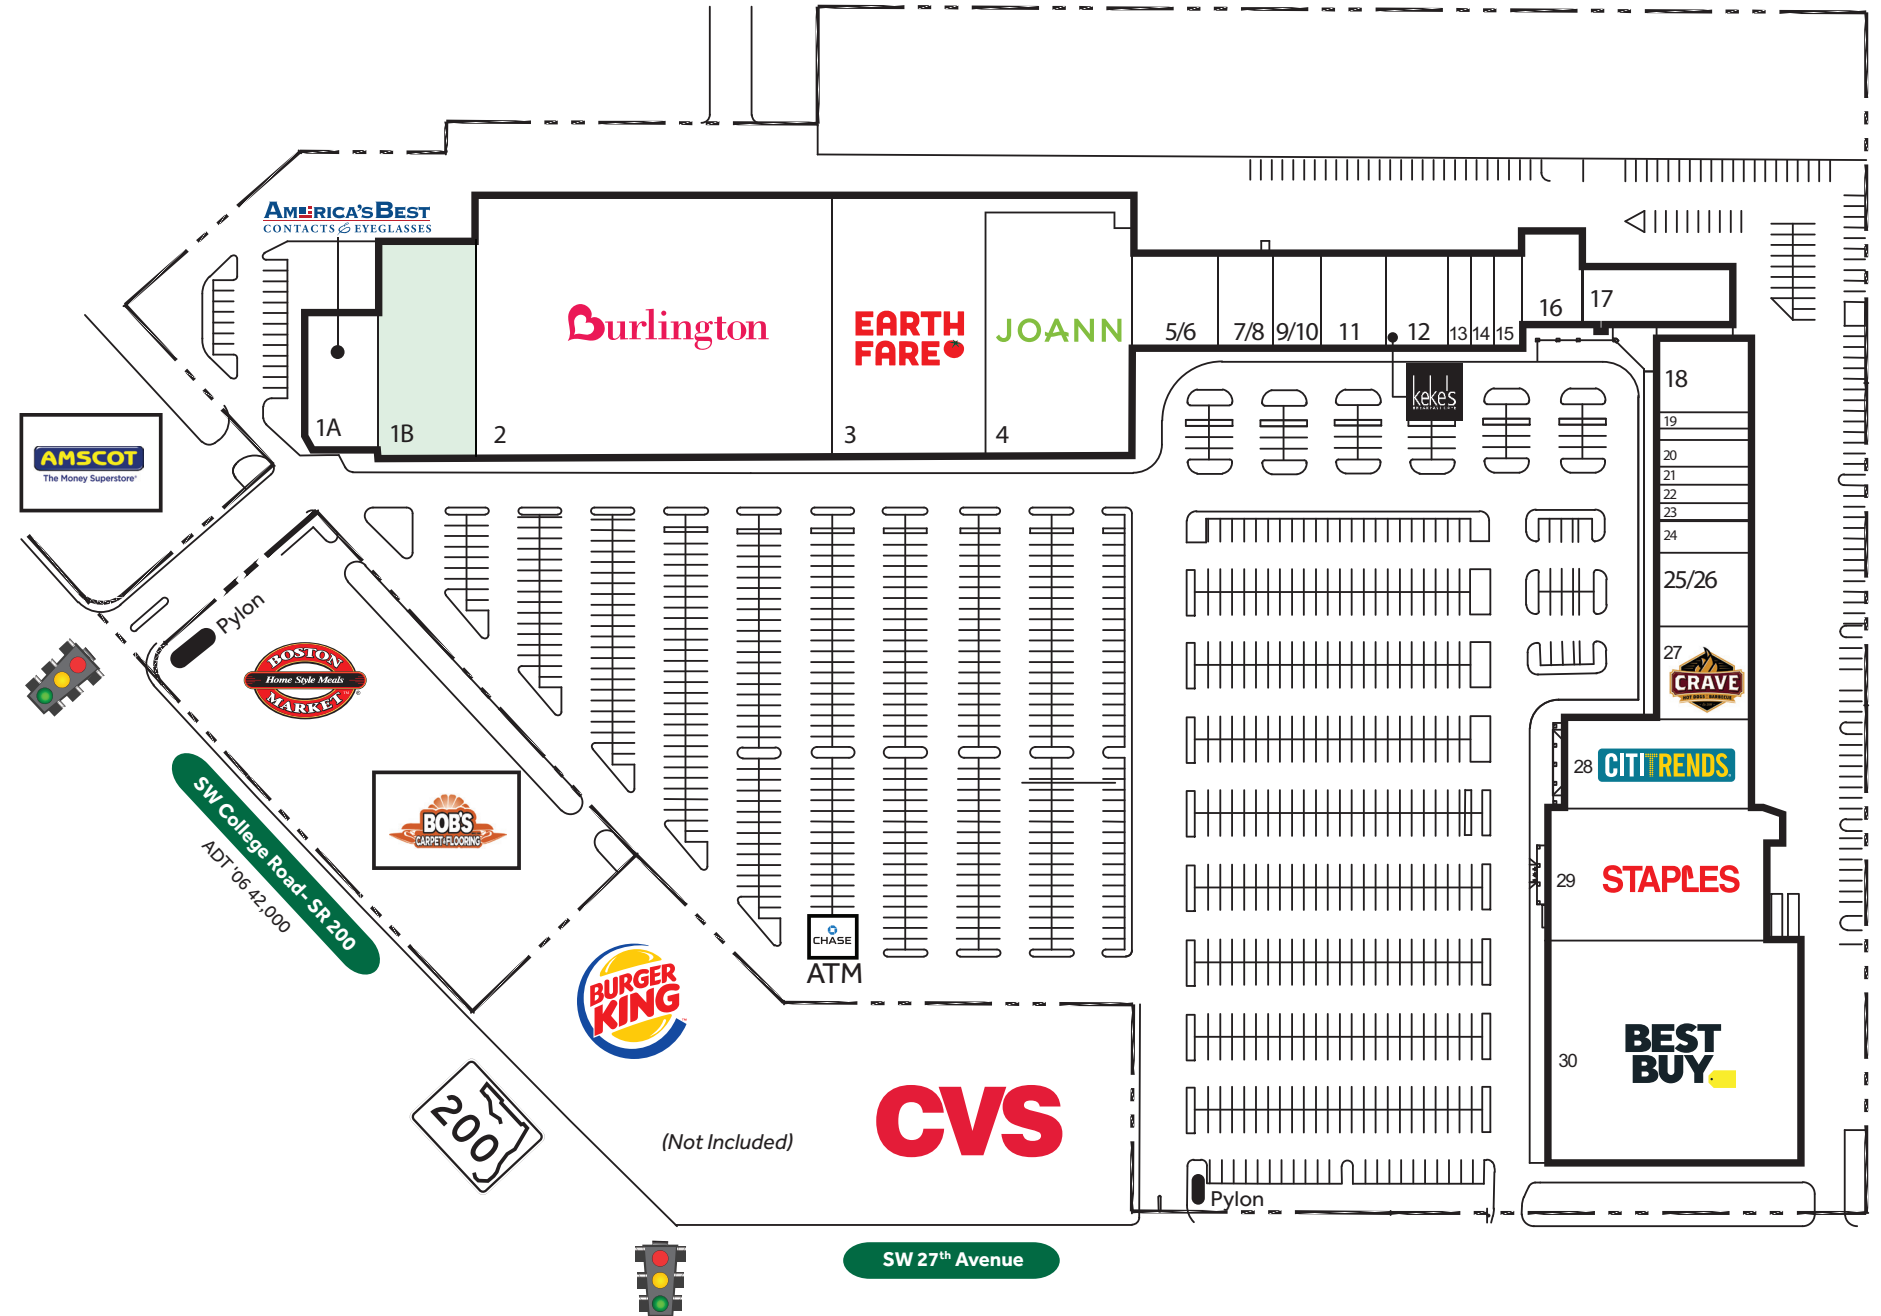 AMERICA'S BEST
CONTACTS & EYEGLASSES
1A
1B
2
Burlington
3
EARTH
FARE
4
JOANN
5/6
7/8
9/10
11
12
13
14
15
16
17
kekes
18
19
20
21
22
23
24
25/26
27
CRAVE
HOT DOGS & BARBECUE
28
CITITRENDS
29
STAPLES
30
BEST
BUY
AMSCOT
The Money Superstore®
Pylon
BOSTON
Home Style Meals
MARKET
BOB'S
CARPET & FLOORING
SW College Road- SR 200
ADT '06 42,000
CHASE
ATM
BURGER
KING
200
(Not Included)
CVS
Pylon
SW 27th Avenue